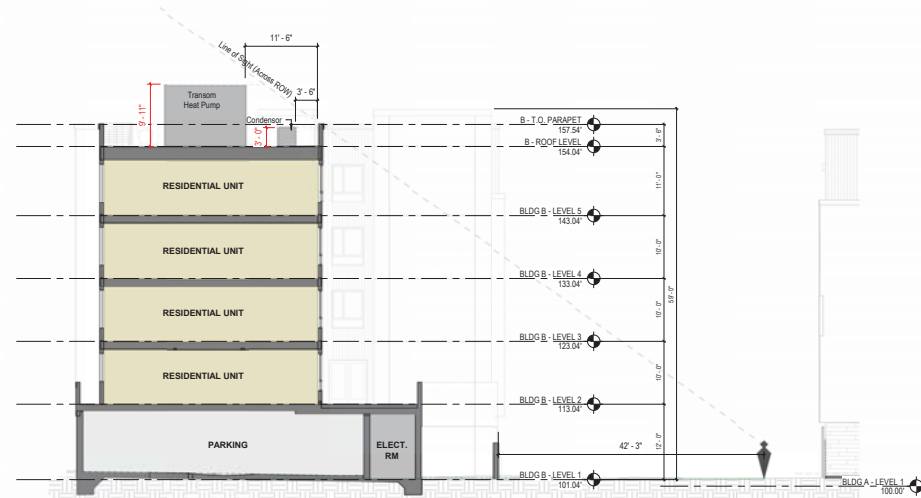 11' - 6"
Line of Sight (Across ROW)
3' - 6"
Transom
Heat Pump
9' - 11"
Condensor
3' - 0"
B - T.O. PARAPET
157.54'
3'- 6"
B - ROOF LEVEL
154.04'
RESIDENTIAL UNIT
11'- 0"
BLDG B - LEVEL 5
143.04'
RESIDENTIAL UNIT
10'- 0"
BLDG B - LEVEL 4
133.04'
59'- 0"
RESIDENTIAL UNIT
10'- 0"
BLDG B - LEVEL 3
123.04'
RESIDENTIAL UNIT
10'- 0"
BLDG B - LEVEL 2
113.04'
PARKING
ELECT.
RM
42' - 3"
12'- 0"
BLDG B - LEVEL 1
101.04'
BLDG A - LEVEL 1
100.00'